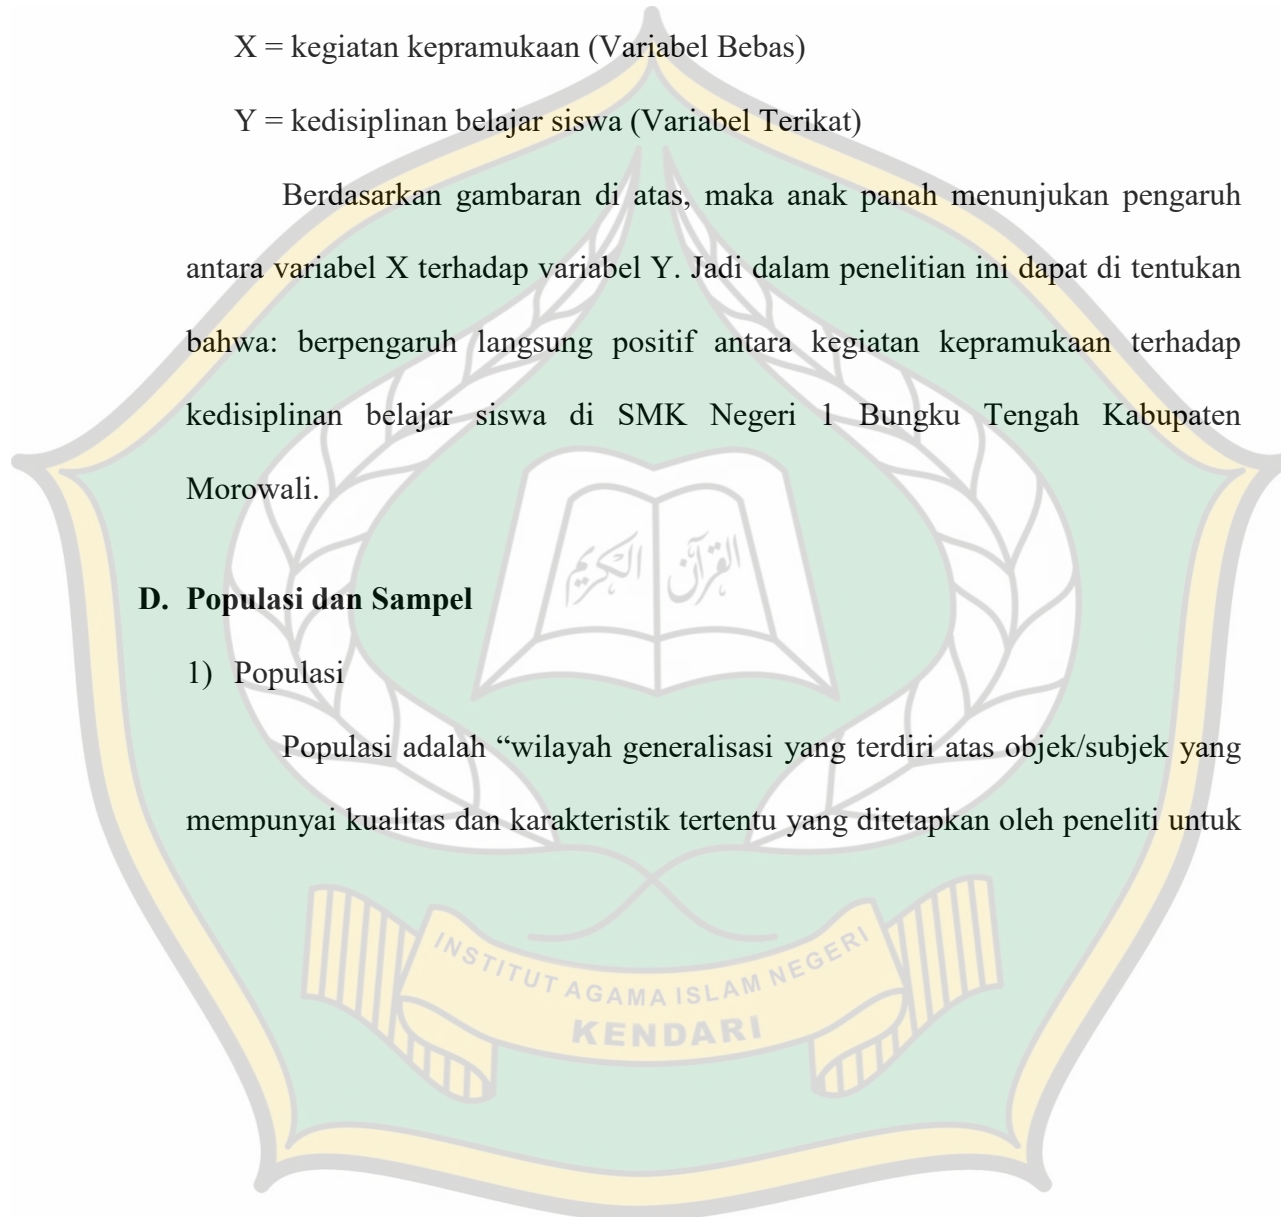 X = kegiatan kepramukaan (Variabel Bebas)
Y = kedisiplinan belajar siswa (Variabel Terikat)
Berdasarkan gambaran di atas, maka anak panah menunjukan pengaruh
antara variabel X terhadap variabel Y. Jadi dalam penelitian ini dapat di tentukan
bahwa: berpengaruh langsung positif antara kegiatan kepramukaan terhadap
kedisiplinan belajar siswa di SMK Negeri 1 Bungku Tengah Kabupaten
Morowali.
القرآن الكريم
D. Populasi dan Sampel
1) Populasi
Populasi adalah “wilayah generalisasi yang terdiri atas objek/subjek yang
mempunyai kualitas dan karakteristik tertentu yang ditetapkan oleh peneliti untuk
INSTITUT AGAMA ISLAM NEGERI
KENDARI